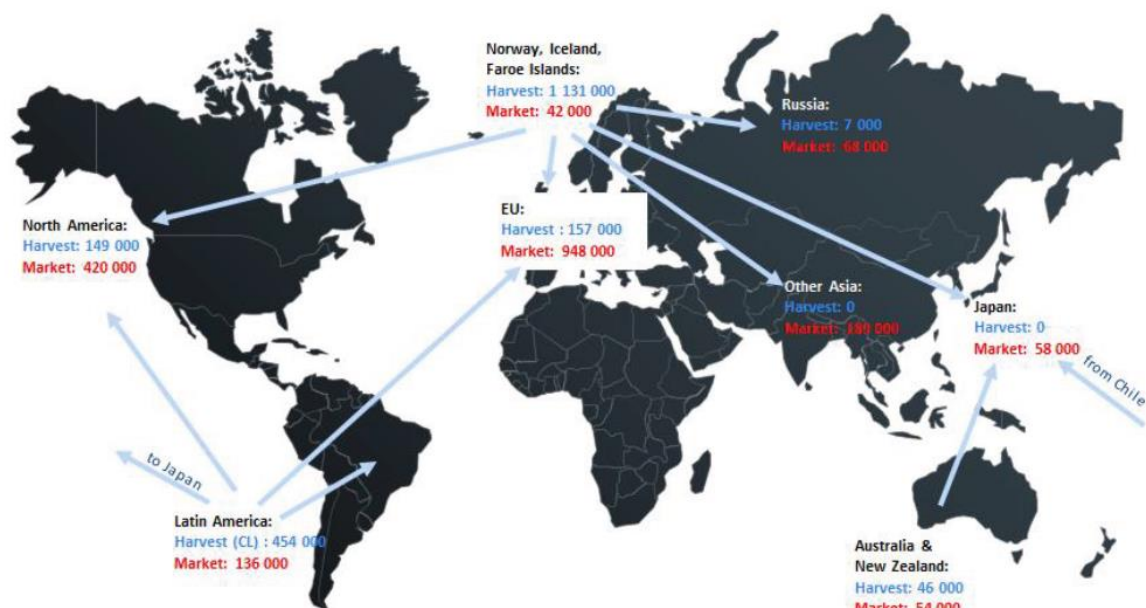 Norway, Iceland,
Faroe Islands:
Harvest: 1 131 000
Market: 42 000
Russia:
Harvest: 7 000
Market: 68 000
North America:
Harvest: 149 000
Market: 420 000
EU:
Harvest : 157 000
Market: 948 000
Other Asia:
Harvest: 0
Market: 189 000
Japan:
Harvest: 0
Market: 58 000
from Chile
to Japan
Latin America:
Harvest (CL) : 454 000
Market: 136 000
Australia &
New Zealand:
Harvest: 46 000
Market: 54 000